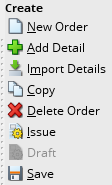 Create
New Order
Add Detail
Import Details
Copy
Delete Order
Issue
Draft
Save